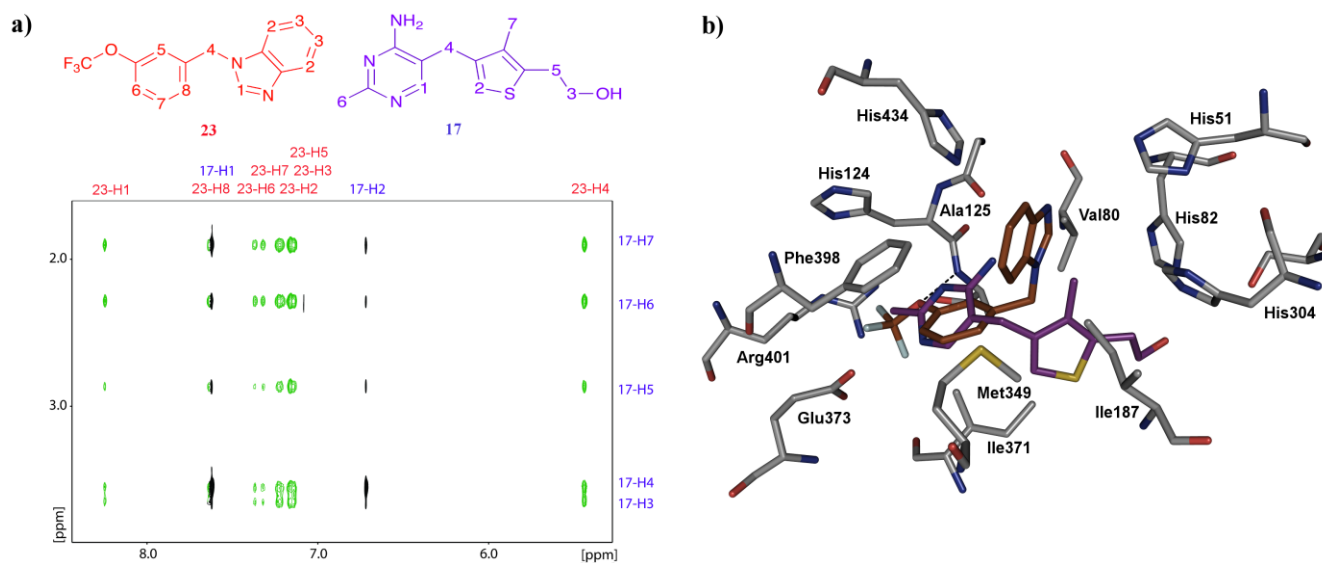 a)
F3C
O
5
4
6
7
8
N
1
N
2
3
3
2
23
NH2
N
N
6
1
4
7
2
S
5
3
OH
17
23-H5
17-H1 23-H7 23-H3
23-H1 23-H8 23-H6 23-H2 17-H2 23-H4
17-H7
2.0
17-H6
17-H5
3.0
17-H4
17-H3
[ppm]
8.0 7.0 6.0 [ppm]
b)
His434
His51
His124
Ala125
Val80
His82
Phe398
His304
Arg401
Met349
Glu373
Ile187
Ile371